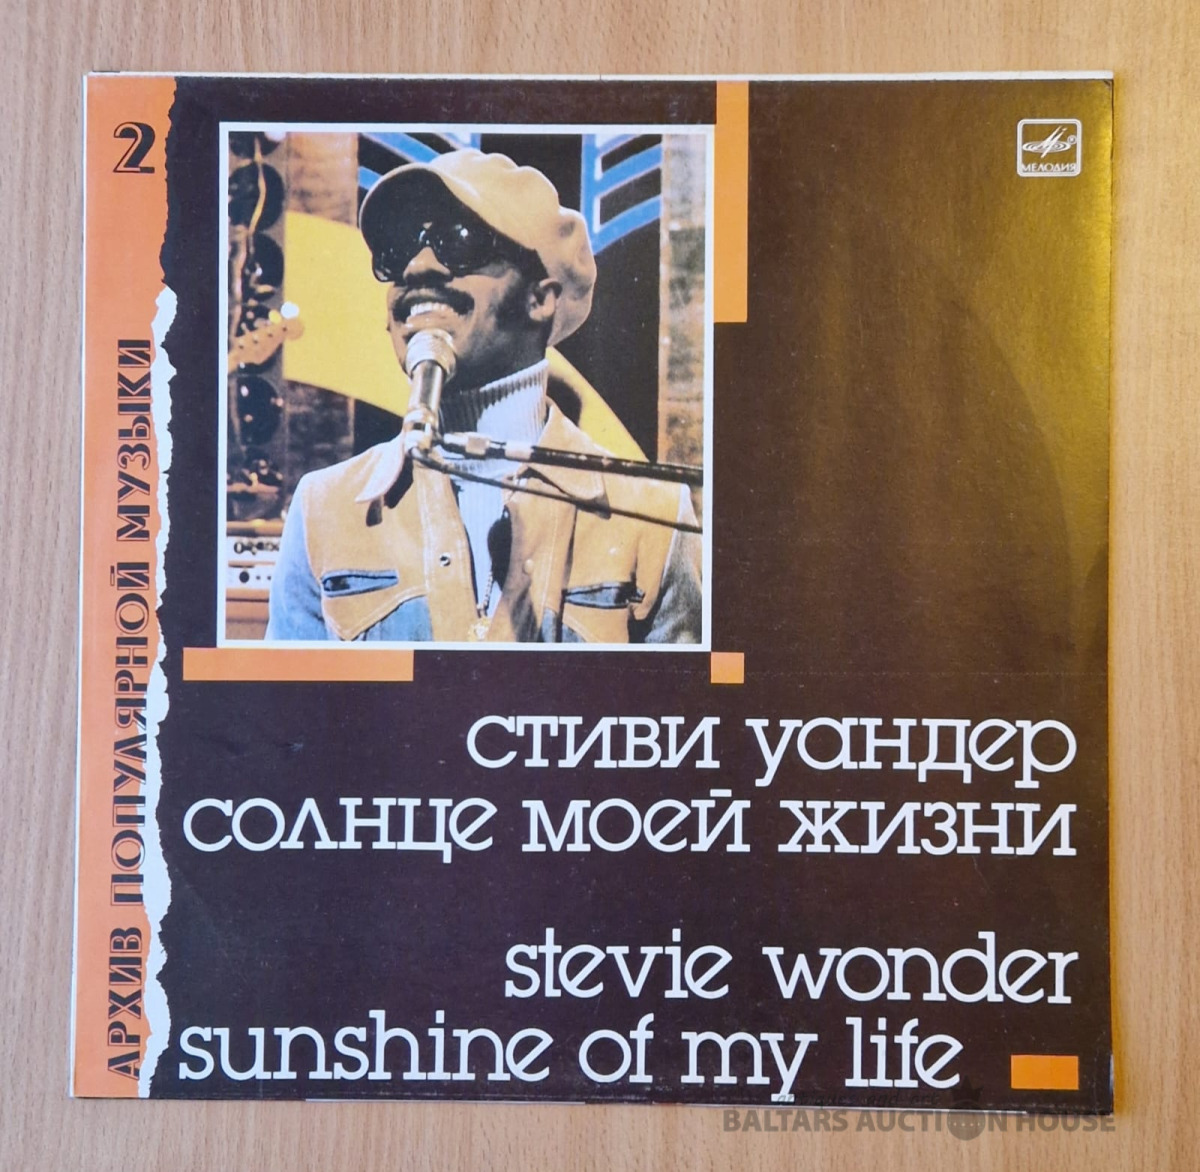 2
АРХИВ ПОПУЛЯРНОЙ МУЗЫКИ
МЕЛОДИЯ
стиви уандер
солнце моей жизни
stevie wonder
sunshine of my life
BALTARS AUCTION HOUSE